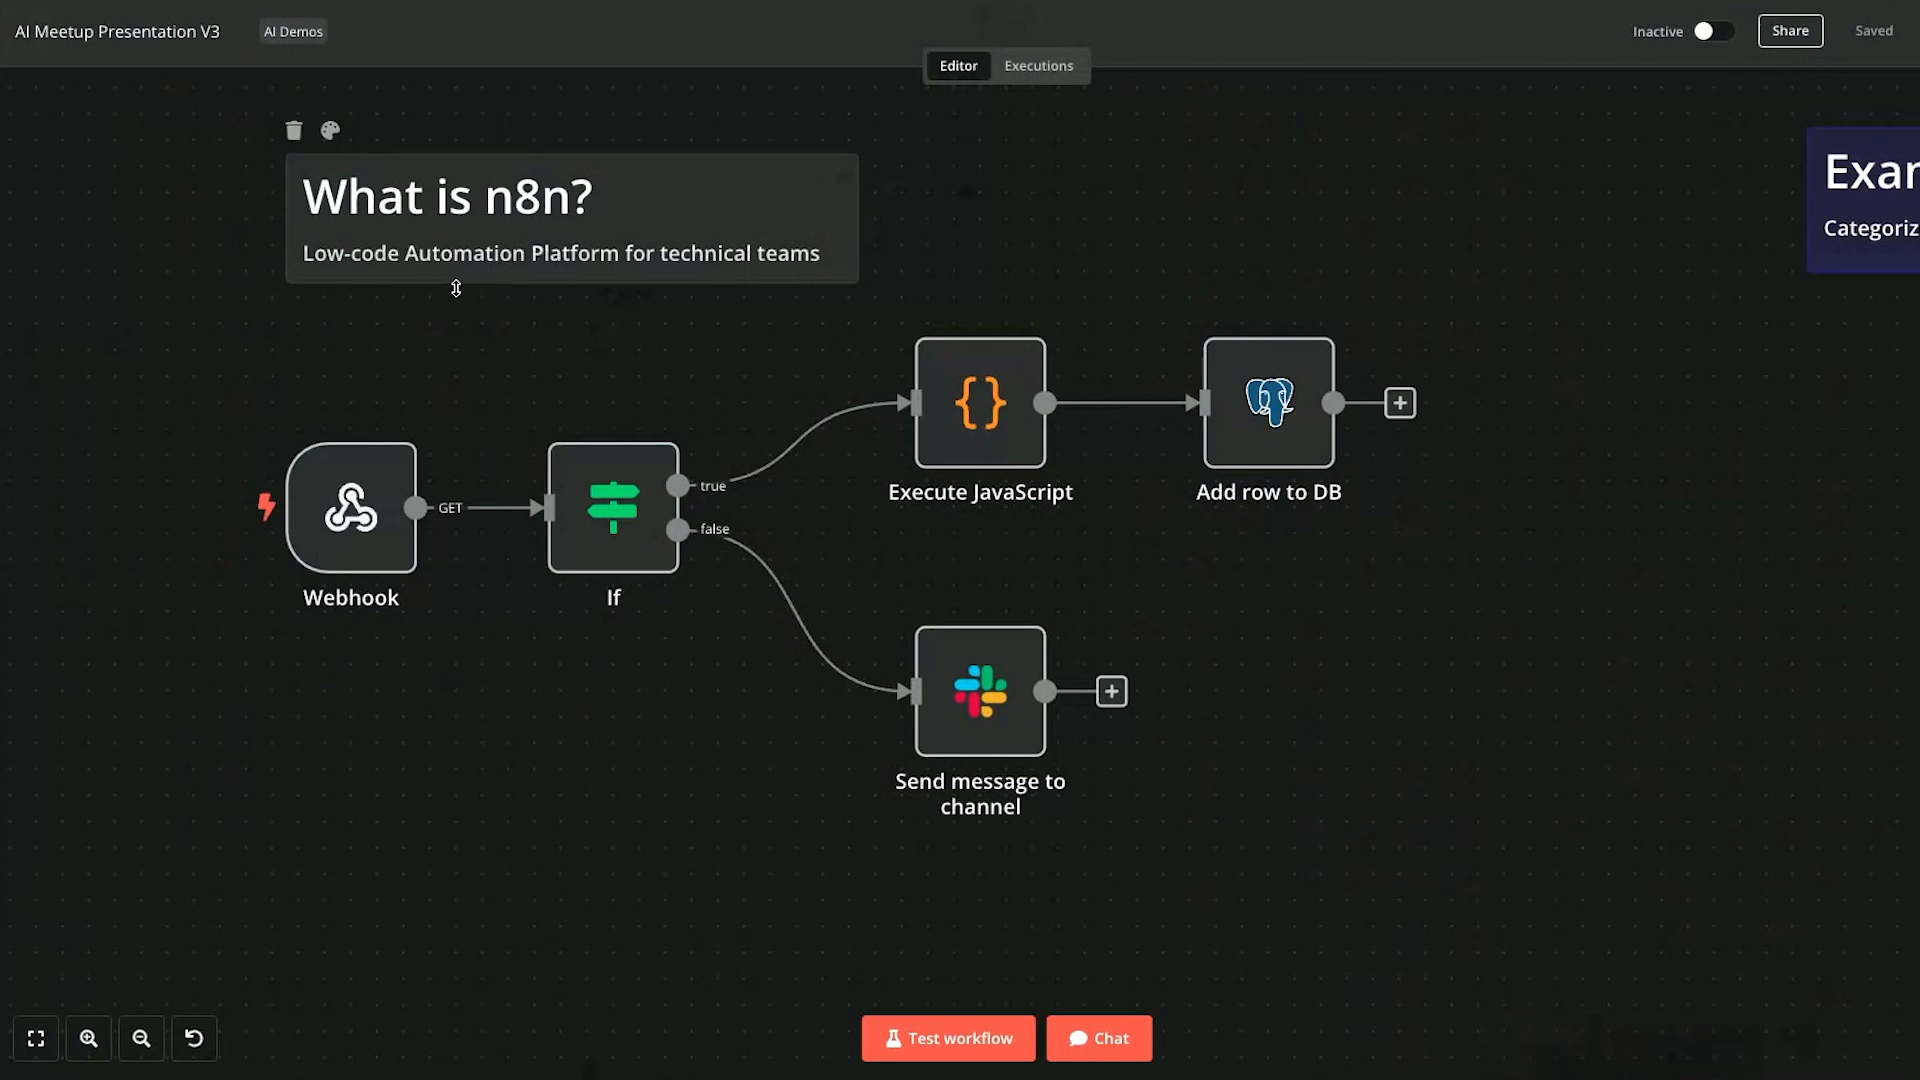 AI Meetup Presentation V3
AI Demos
Inactive
Share
Saved
Editor
Executions
What is n8n?
Low-code Automation Platform for technical teams
Exar
Categoriz
GET
Webhook
true
false
If
Execute JavaScript
Add row to DB
Send message to
channel
Test workflow
Chat